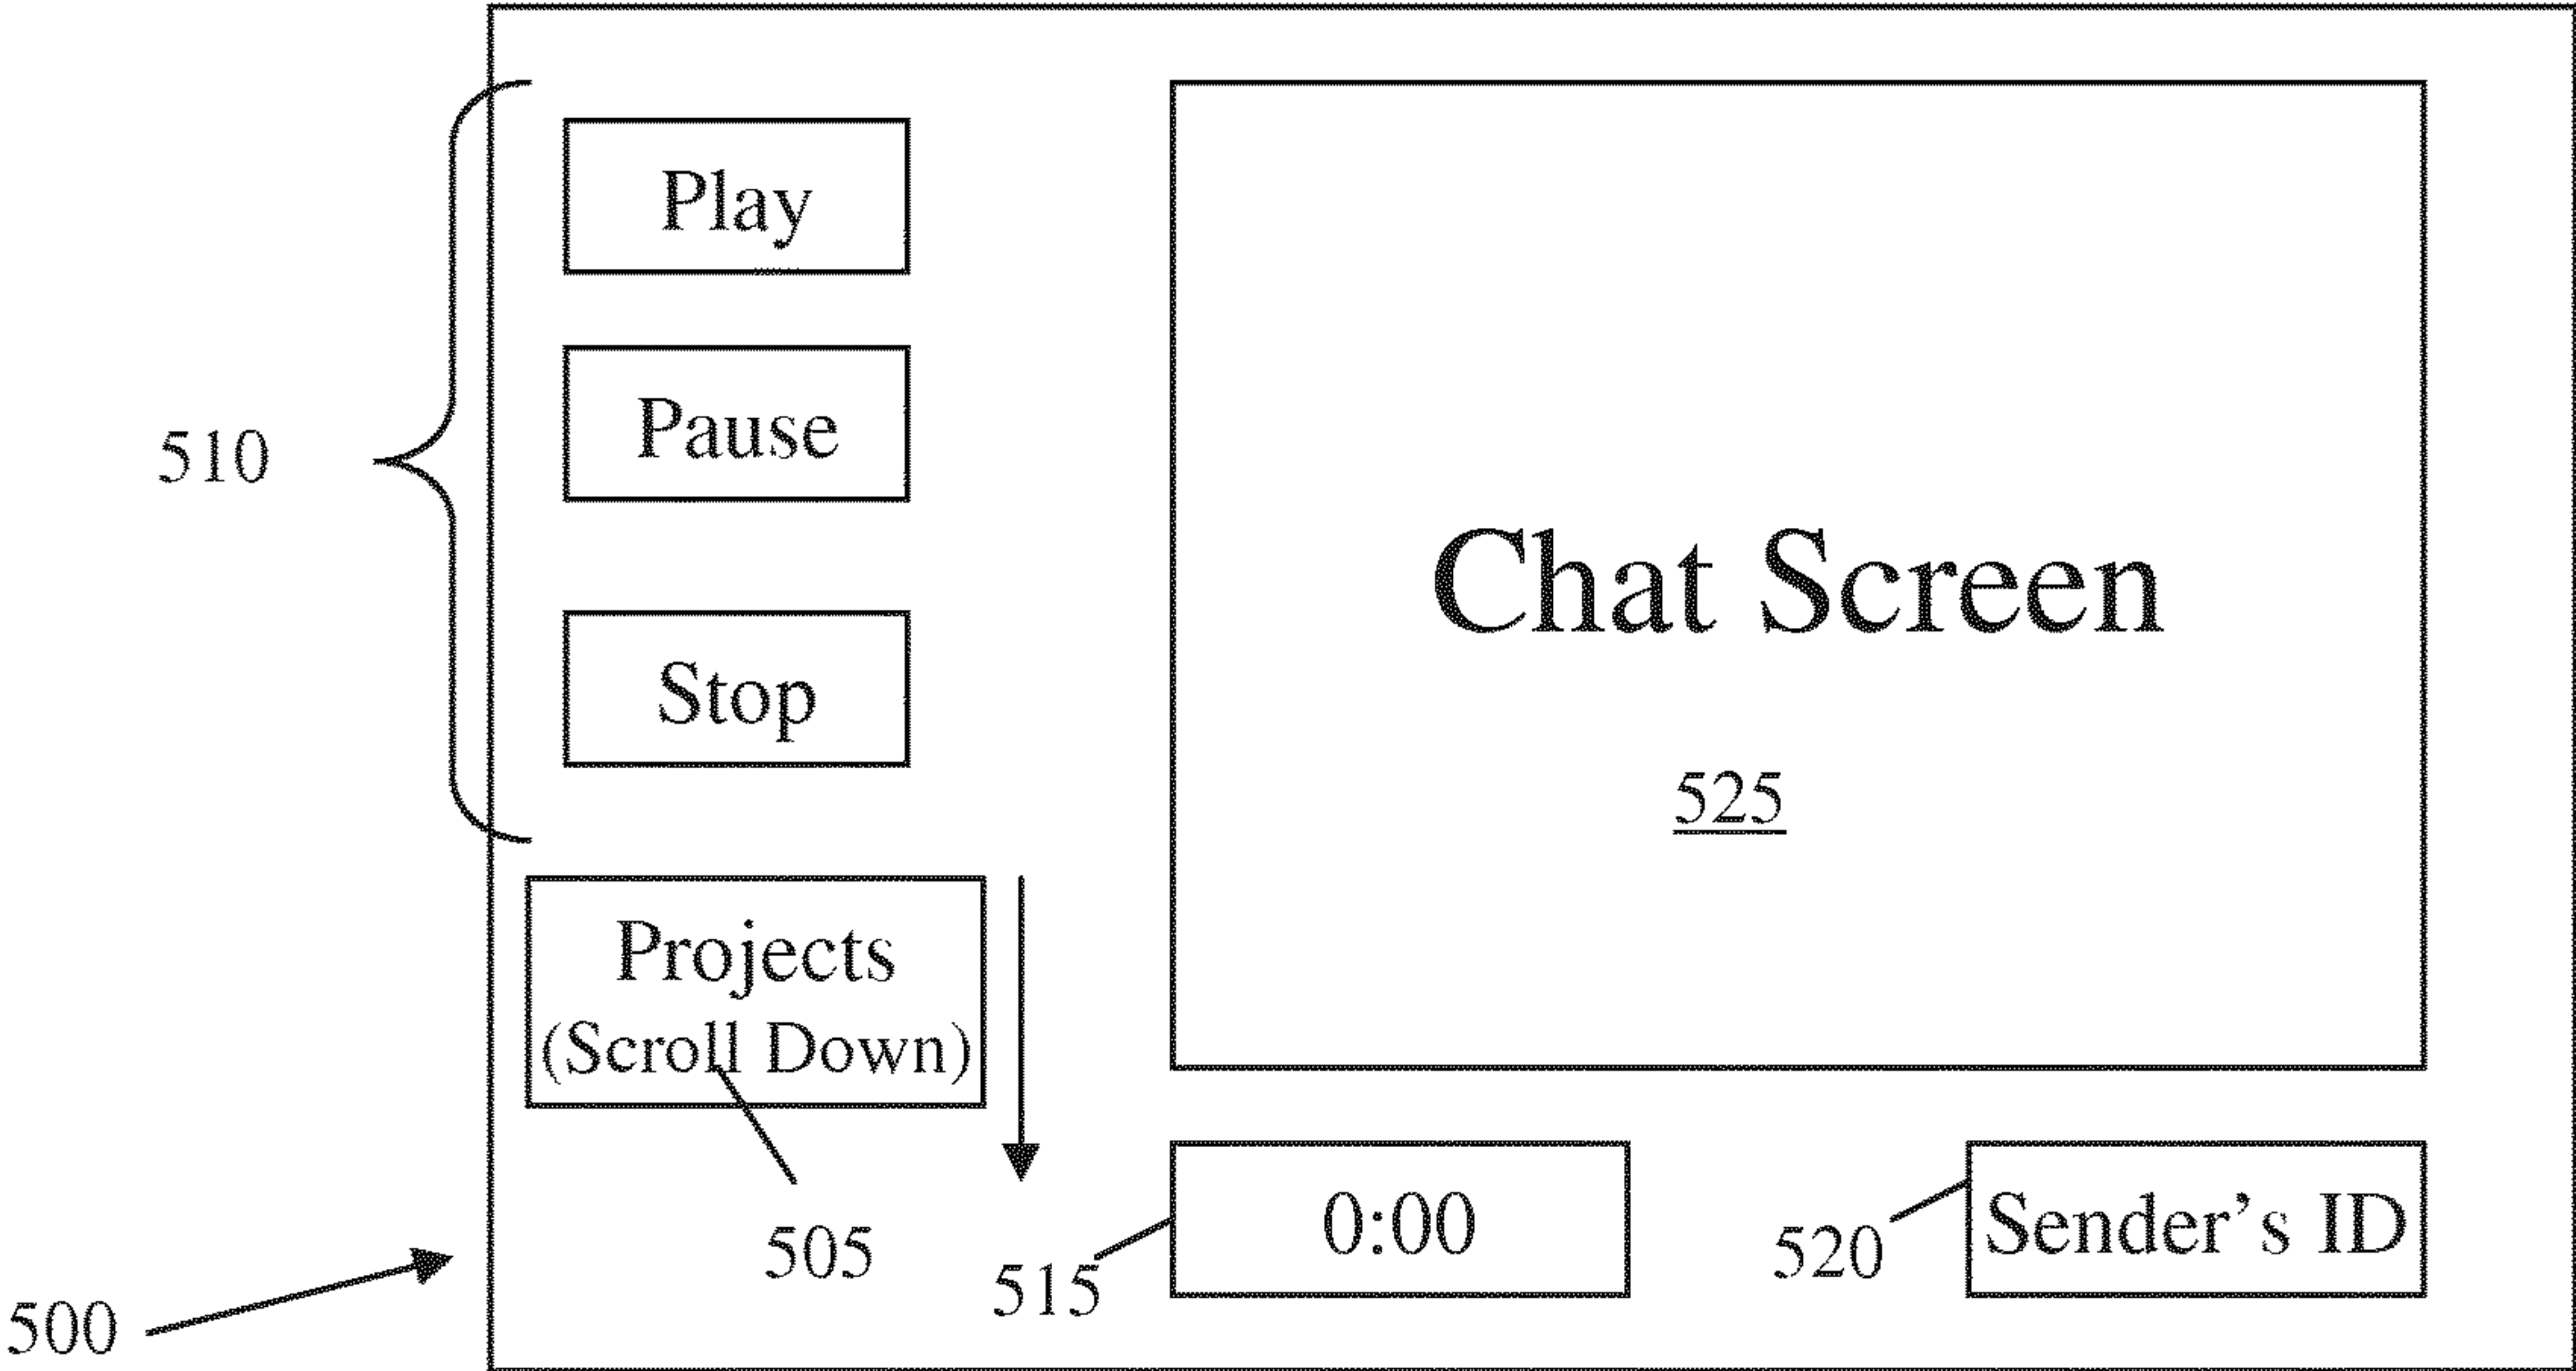 Play
510
Pause
Stop
Chat Screen
525
Projects
(Scroll Down)
505
515
0:00
520
Sender's ID
500